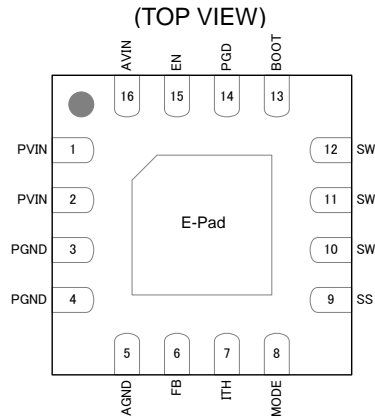 (TOP VIEW)
AVIN EN PGD BOOT
16 15 14 13
PVIN 1 12 SW
PVIN 2 11 SW
E-Pad
PGND 3 10 SW
PGND 4 9 SS
5 6 7 8
AGND FB ITH MODE